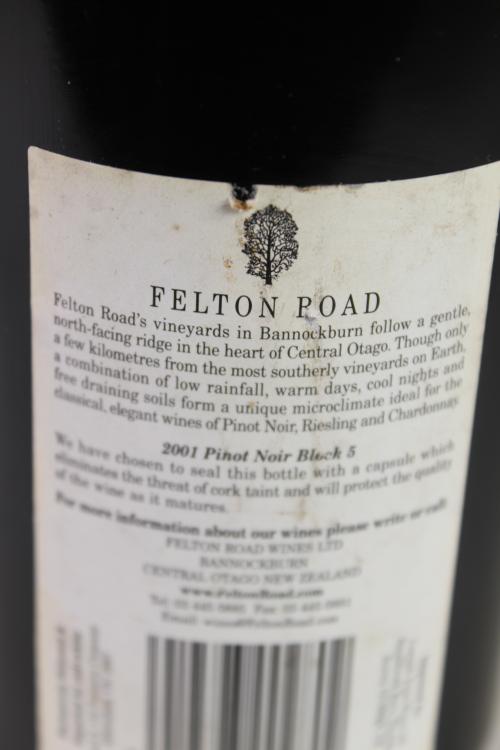 FELTON ROAD
Felton Road's vineyards in Bannockburn follow a gentle,
north-facing ridge in the heart of Central Otago. Though only
a few kilometres from the most southerly vineyards on Earth,
a combination of low rainfall, warm days, cool nights and
free draining soils form a unique microclimate ideal for the
classical, elegant wines of Pinot Noir, Riesling and Chardonnay.
2001 Pinot Noir Block 5
We have chosen to seal this bottle with a capsule which
eliminates the threat of cork taint and will protect the quality
of the wine as it matures.
For more information about our wines please write or call
FELTON ROAD WINES LTD
BANNOCKBURN
CENTRAL OTAGO NEW ZEALAND
www.FeltonRoad.com
Email: wines@FeltonRoad.com